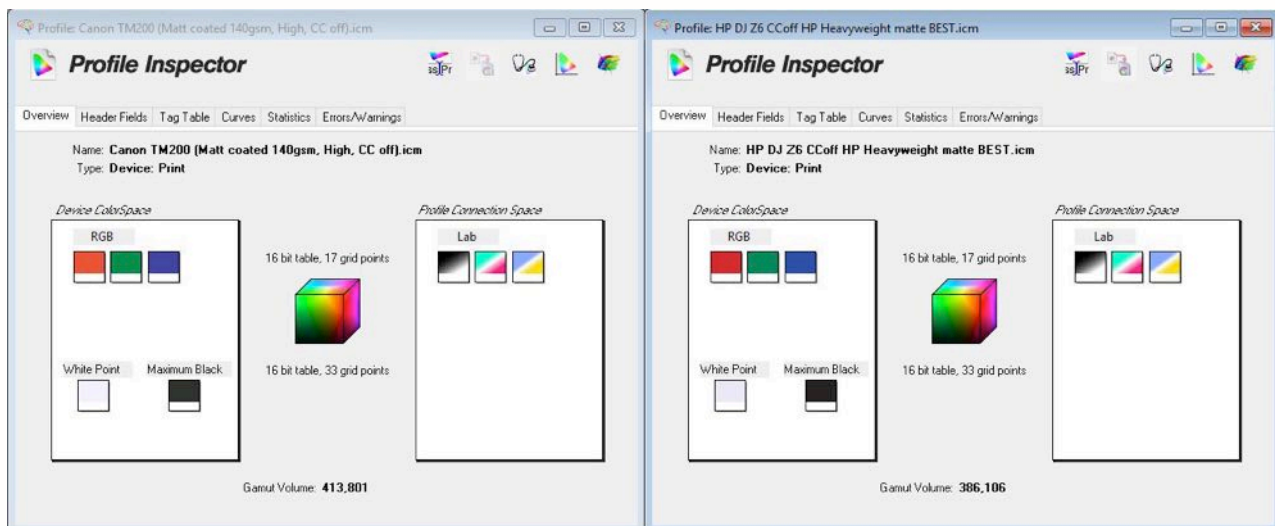 Profile: Canon TM200 (Matt coated 140gsm, High, CC off).icm
Profile Inspector
Overview Header Fields Tag Table Curves Statistics Errors/Warnings
Name: Canon TM200 (Matt coated 140gsm, High, CC off).icm
Type: Device: Print
Device ColorSpace
Profile Connection Space
RGB
Lab
16 bit table, 17 grid points
White Point
Maximum Black
16 bit table, 33 grid points
Gamut Volume: 413,801
Profile: HP DJ Z6 CCoff HP Heavyweight matte BEST.icm
Profile Inspector
Overview Header Fields Tag Table Curves Statistics Errors/Warnings
Name: HP DJ Z6 CCoff HP Heavyweight matte BEST.icm
Type: Device: Print
Device ColorSpace
Profile Connection Space
RGB
Lab
16 bit table, 17 grid points
White Point
Maximum Black
16 bit table, 33 grid points
Gamut Volume: 386,106